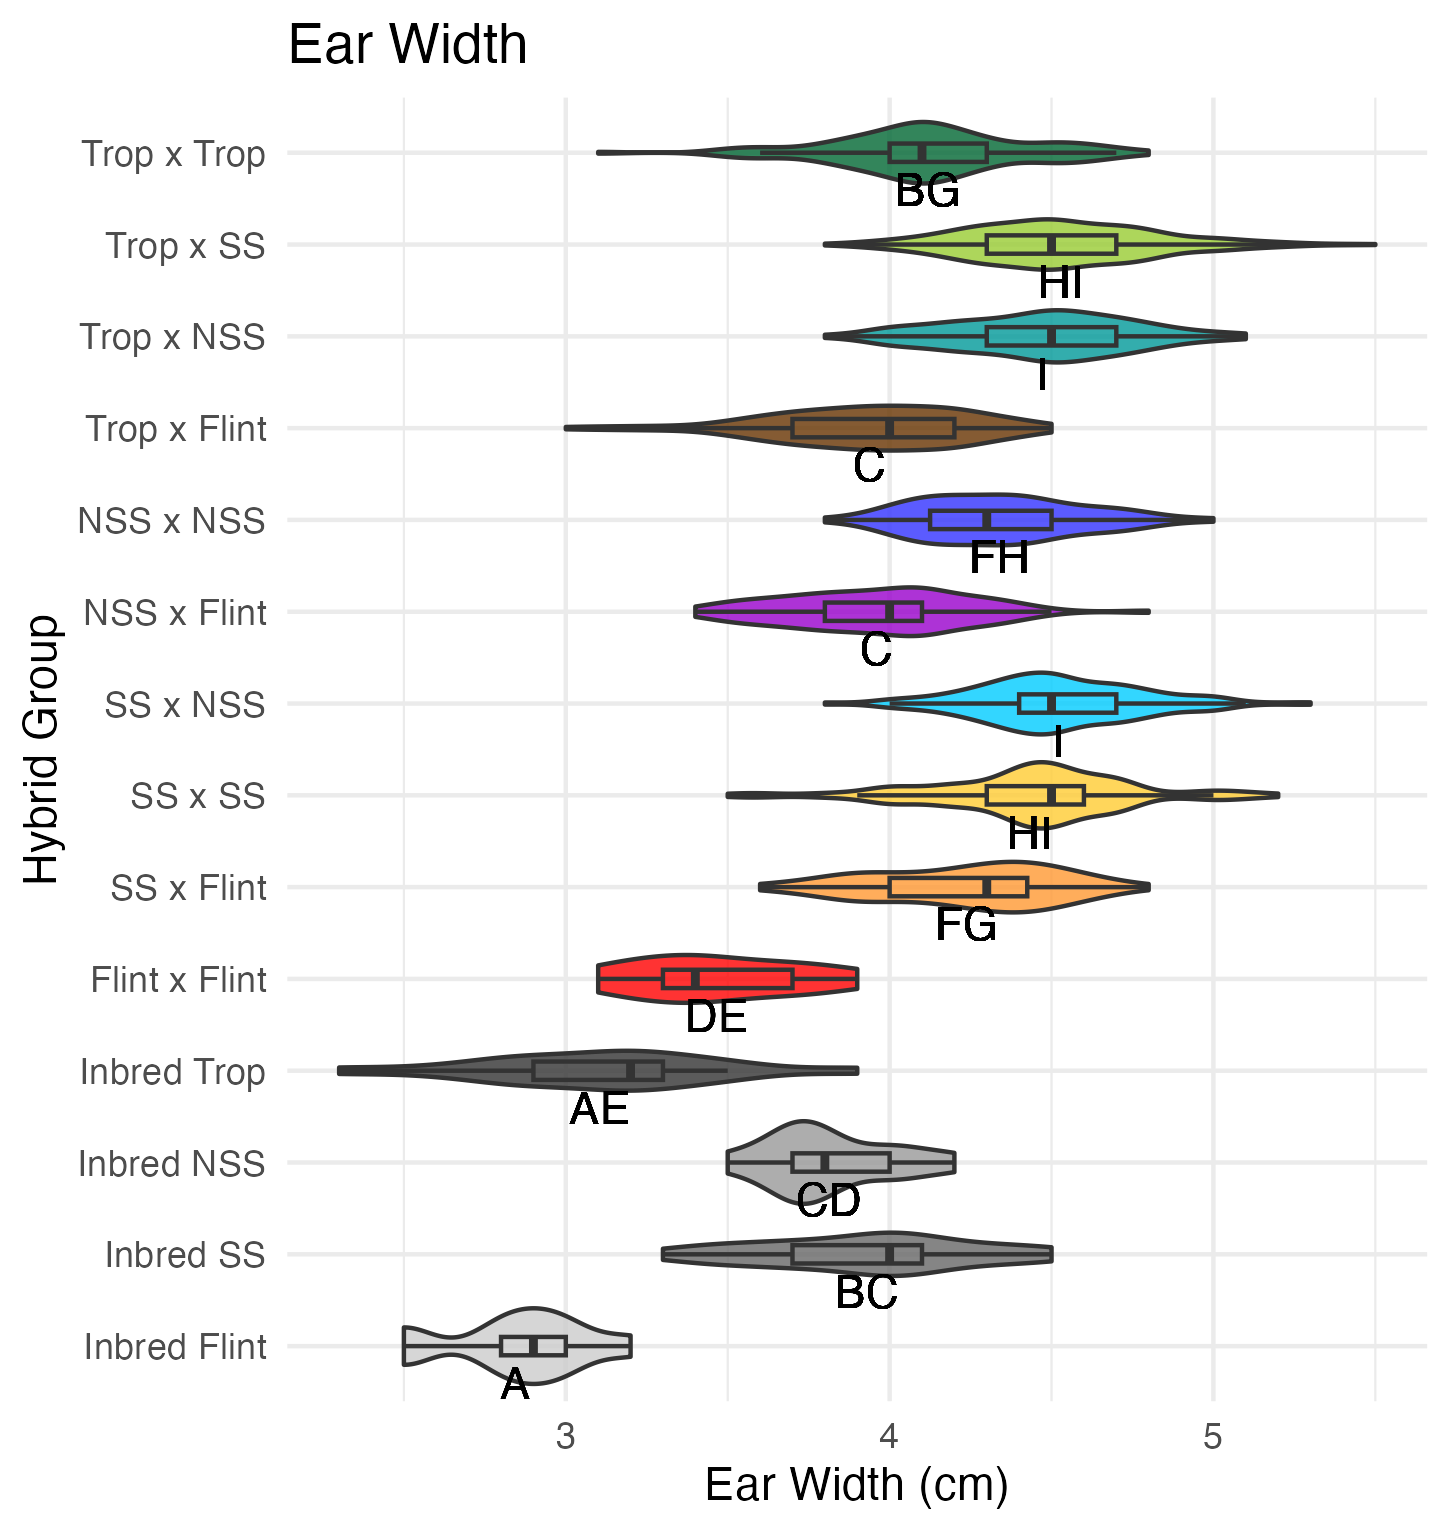 Ear Width
Hybrid Group
Trop x Trop
BG
Trop x SS
HI
Trop x NSS
I
Trop x Flint
C
NSS x NSS
FH
NSS x Flint
C
SS x NSS
I
SS x SS
HI
SS x Flint
FG
Flint x Flint
DE
Inbred Trop
AE
Inbred NSS
CD
Inbred SS
BC
Inbred Flint
A
3 4 5
Ear Width (cm)